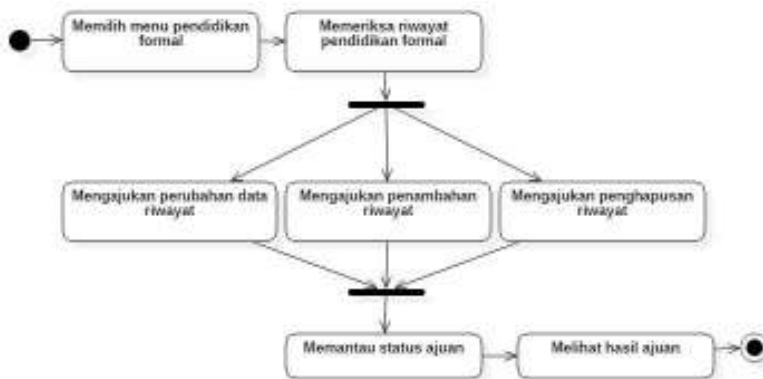 Memilih menu pendidikan
formal
Memeriksa riwayat
pendidikan formal
Mengajukan perubahan data
riwayat
Mengajukan penambahan
riwayat
Mengajukan penghapusan
riwayat
Memantau status ajuan
Melihat hasil ajuan